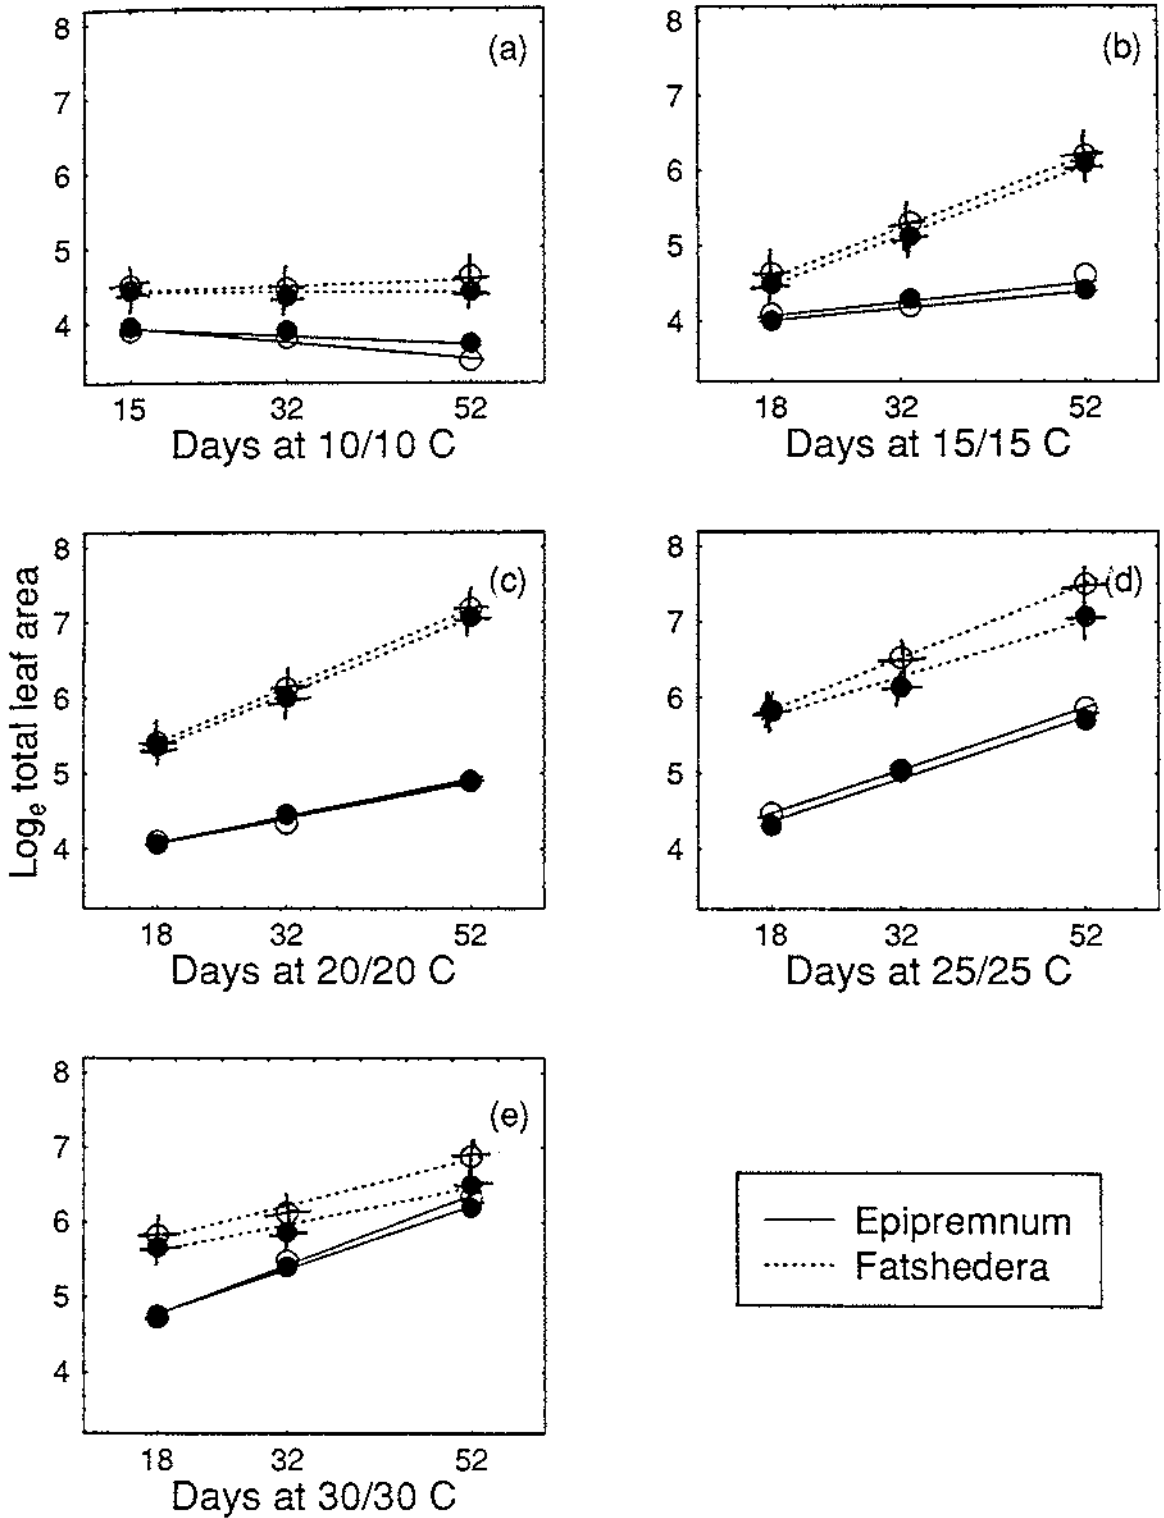 8
7
6
5
4
(a)
15 32 52
Days at 10/10 C
8
7
6
5
4
(b)
18 32 52
Days at 15/15 C
Logₑ total leaf area
8
7
6
5
4
(c)
18 32 52
Days at 20/20 C
8
7
6
5
4
(d)
18 32 52
Days at 25/25 C
8
7
6
5
4
(e)
18 32 52
Days at 30/30 C
Epipremnum
Fatshedera